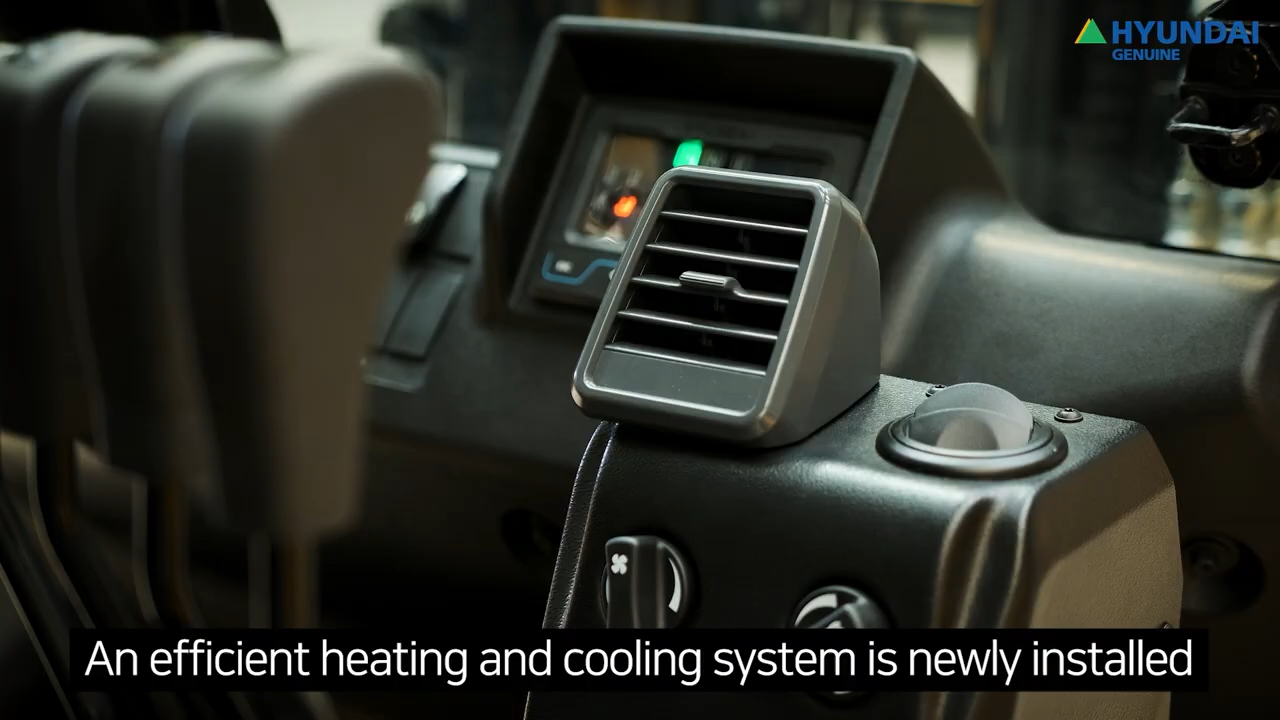 HYUNDAI
GENUINE
An efficient heating and cooling system is newly installed